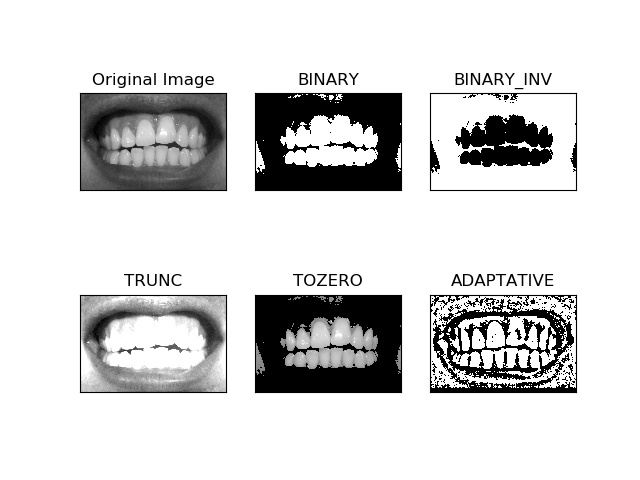 Original Image
BINARY
BINARY_INV
TRUNC
TOZERO
ADAPTATIVE